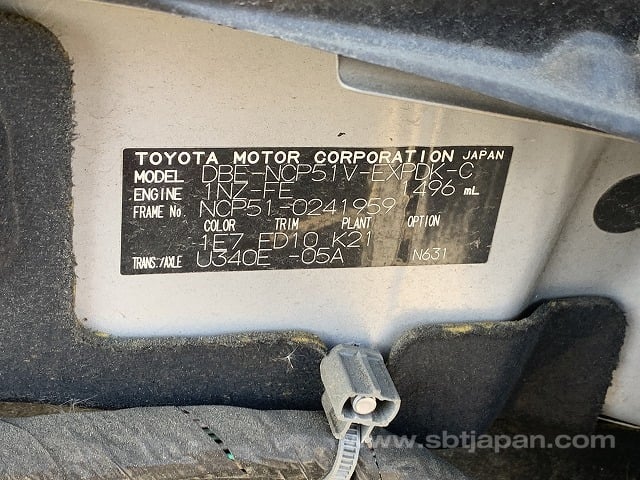 TOYOTA MOTOR CORPORATION JAPAN
MODEL DBE-NCP51V-EXPDK-C
ENGINE 1NZ-FE 1496 mL
FRAME No. NCP51-0241959
COLOR TRIM PLANT OPTION
1E7 FD10 K21
TRANS./AXLE U340E -05A N631
www.sbtjapan.com